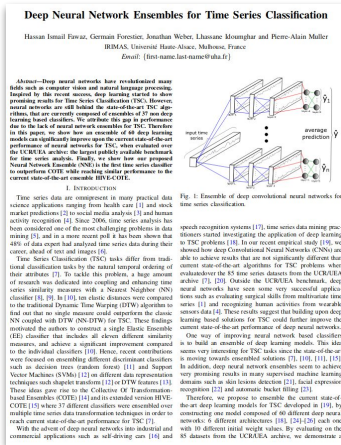 Deep Neural Network Ensembles for Time Series Classification
Hassan Ismail Fawaz, Germain Forestier, Jonathan Weber, Lhassane Idoumghar and Pierre-Alain Muller
IRIMAS, Université Haute-Alsace, Mulhouse, France
Email: {first-name.last-name@uha.fr}
Abstract—Deep neural networks have revolutionized many
fields such as computer vision and natural language processing.
Inspired by this recent success, deep learning started to show
promising results for Time Series Classification (TSC). However,
neural networks are still behind the state-of-the-art TSC algo-
rithms, that are currently composed of ensembles of 37 non deep
learning based classifiers. We attribute this gap in performance
due to the lack of neural network ensembles for TSC. Therefore
in this paper, we show how an ensemble of 60 deep learning
models can significantly improve upon the current state-of-the-art
performance of neural networks for TSC, when evaluated over
the UCR/UEA archive: the largest publicly available benchmark
for time series analysis. Finally, we show how our proposed
Neural Network Ensemble (NNE) is the first time series classifier
to outperform COTE while reaching similar performance to the
current state-of-the-art ensemble HIVE-COTE.
I. INTRODUCTION
Time series data are omnipresent in many practical data
science applications ranging from health care [1] and stock
market predictions [2] to social media analysis [3] and human
activity recognition [4]. Since 2006, time series analysis has
been considered one of the most challenging problems in data
mining [5], and in a more recent poll it has been shown that
48% of data expert had analyzed time series data during their
career, ahead of text and images [6].
Time Series Classification (TSC) tasks differ from tradi-
tional classification tasks by the natural temporal ordering of
their attributes [7]. To tackle this problem, a huge amount
of research was dedicated into coupling and enhancing time
series similarity measures with a Nearest Neighbor (NN)
classifier [8], [9]. In [10], ten elastic distances were compared
to the traditional Dynamic Time Warping (DTW) algorithm to
find out that no single measure could outperform the classic
NN coupled with DTW (NN-DTW) for TSC. These findings
motivated the authors to construct a single Elastic Ensemble
(EE) classifier that includes all eleven different similarity
measures, and achieve a significant improvement compared
to the individual classifiers [10]. Hence, recent contributions
were focused on ensembling different discriminant classifiers
such as decision trees (random forest) [11] and Support
Vector Machines (SVMs) [12] on different data representation
techniques such shapelet transform [12] or DTW features [13].
These ideas gave rise to the Collective Of Transformation-
based Ensembles (COTE) [14] and its extended version HIVE-
COTE [15] where 37 different classifiers were ensembled over
multiple time series data transformation techniques in order to
reach current state-of-the-art performance for TSC [7].
With the advent of deep neural networks into industrial and
commercial applications such as self-driving cars [16] and
input time
series
average
prediction
Fig. 1: Ensemble of deep convolutional neural networks for
time series classification.
speech recognition systems [17], time series data mining prac-
titioners started investigating the application of deep learning
to TSC problems [18]. In our recent empirical study [19], we
showed how deep Convolutional Neural Networks (CNNs) are
able to achieve results that are not significantly different than
current state-of-the-art algorithms for TSC problems when
evaluated over the 85 time series datasets from the UCR/UEA
archive [7], [20]. Outside the UCR/UEA benchmark, deep
neural networks have seen some very successful applica-
tions such as evaluating surgical skills from multivariate time
series [1] and recognizing human activities from wearable
sensors data [4]. These results suggest that building upon deep
learning based solutions for TSC could further improve the
current state-of-the-art performance of deep neural networks.
One way of improving neural network based classifiers
is to build an ensemble of deep learning models. This idea
seems very interesting for TSC tasks since the state-of-the-art
is moving towards ensembled solutions [7], [10], [11], [15].
In addition, deep neural network ensembles seem to achieve
very promising results in many supervised machine learning
domains such as skin lesions detection [21], facial expression
recognition [22] and automatic bucket filling [23].
Therefore, we propose to ensemble the current state-of-
the-art deep learning models for TSC developed in [19], by
constructing one model composed of 60 different deep neural
networks: 6 different architectures [18], [24]–[28] each one
with 10 different initial weight values. By evaluating on the
85 datasets from the UCR/UEA archive, we demonstrate a